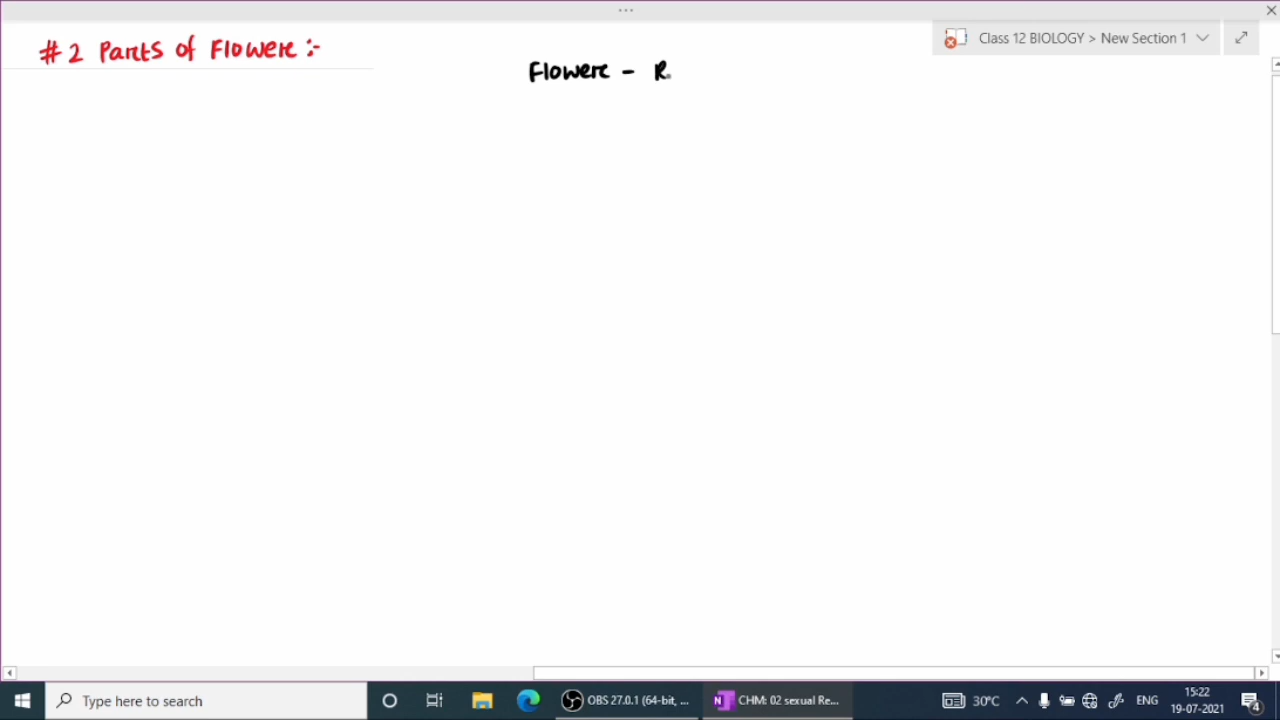 ...
Class 12 BIOLOGY > New Section 1
# 2 Parts of Flower :-
Flower - R
Type here to search
OBS 27.0.1 (64-bit, ...
CHM: 02 sexual Re...
30°C
ENG
15:22
19-07-2021
4